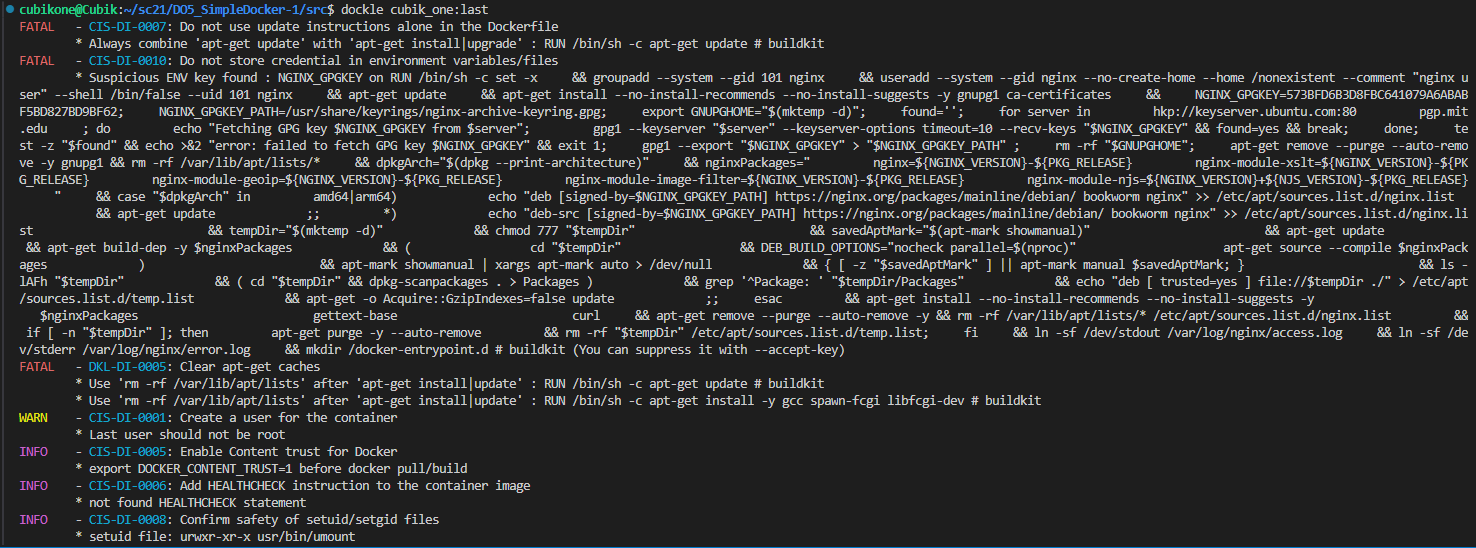 cubikone@Cubik:~/sc21/DO5_SimpleDocker-1/src$ dockle cubik_one:last
FATAL   - CIS-DI-0007: Do not use update instructions alone in the Dockerfile
        * Always combine 'apt-get update' with 'apt-get install|upgrade' : RUN /bin/sh -c apt-get update # buildkit
FATAL   - CIS-DI-0010: Do not store credential in environment variables/files
        * Suspicious ENV key found : NGINX_GPGKEY on RUN /bin/sh -c set -x     && groupadd --system --gid 101 nginx     && useradd --system --gid nginx --no-create-home --home /nonexistent --comment "nginx u
ser" --shell /bin/false --uid 101 nginx     && apt-get update     && apt-get install --no-install-recommends --no-install-suggests -y gnupg1 ca-certificates     &&     NGINX_GPGKEY=573BFD6B3D8FBC641079A6ABAB
F5BD827BD9BF62;     NGINX_GPGKEY_PATH=/usr/share/keyrings/nginx-archive-keyring.gpg;     export GNUPGHOME="$(mktemp -d)";     found='';     for server in         hkp://keyserver.ubuntu.com:80         pgp.mit
.edu     ; do         echo "Fetching GPG key $NGINX_GPGKEY from $server";         gpg1 --keyserver "$server" --keyserver-options timeout=10 --recv-keys "$NGINX_GPGKEY" && found=yes && break;     done;     te
st -z "$found" && echo >&2 "error: failed to fetch GPG key $NGINX_GPGKEY" && exit 1;     gpg1 --export "$NGINX_GPGKEY" > "$NGINX_GPGKEY_PATH" ;     rm -rf "$GNUPGHOME";     apt-get remove --purge --auto-remo
ve -y gnupg1 && rm -rf /var/lib/apt/lists/*     && dpkgArch="$(dpkg --print-architecture)"     && nginxPackages="         nginx=${NGINX_VERSION}-${PKG_RELEASE}         nginx-module-xslt=${NGINX_VERSION}-${PK
G_RELEASE}         nginx-module-geoip=${NGINX_VERSION}-${PKG_RELEASE}         nginx-module-image-filter=${NGINX_VERSION}-${PKG_RELEASE}         nginx-module-njs=${NGINX_VERSION}+${NJS_VERSION}-${PKG_RELEASE}
     "     && case "$dpkgArch" in         amd64|arm64)             echo "deb [signed-by=$NGINX_GPGKEY_PATH] https://nginx.org/packages/mainline/debian/ bookworm nginx" >> /etc/apt/sources.list.d/nginx.list
           && apt-get update             ;;         *)             echo "deb-src [signed-by=$NGINX_GPGKEY_PATH] https://nginx.org/packages/mainline/debian/ bookworm nginx" >> /etc/apt/sources.list.d/nginx.li
st                         && tempDir="$(mktemp -d)"             && chmod 777 "$tempDir"                         && savedAptMark="$(apt-mark showmanual)"                         && apt-get update
 && apt-get build-dep -y $nginxPackages             && (                 cd "$tempDir"                 && DEB_BUILD_OPTIONS="nocheck parallel=$(nproc)"                     apt-get source --compile $nginxPack
ages             )                         && apt-mark showmanual | xargs apt-mark auto > /dev/null             && { [ -z "$savedAptMark" ] || apt-mark manual $savedAptMark; }                         && ls -
lAFh "$tempDir"             && ( cd "$tempDir" && dpkg-scanpackages . > Packages )             && grep '^Package: ' "$tempDir/Packages"             && echo "deb [ trusted=yes ] file://$tempDir ./" > /etc/apt
/sources.list.d/temp.list             && apt-get -o Acquire::GzipIndexes=false update             ;;     esac         && apt-get install --no-install-recommends --no-install-suggests -y
   $nginxPackages                         gettext-base                         curl     && apt-get remove --purge --auto-remove -y && rm -rf /var/lib/apt/lists/* /etc/apt/sources.list.d/nginx.list         &&
 if [ -n "$tempDir" ]; then         apt-get purge -y --auto-remove         && rm -rf "$tempDir" /etc/apt/sources.list.d/temp.list;     fi     && ln -sf /dev/stdout /var/log/nginx/access.log     && ln -sf /de
v/stderr /var/log/nginx/error.log     && mkdir /docker-entrypoint.d # buildkit (You can suppress it with --accept-key)
FATAL   - DKL-DI-0005: Clear apt-get caches
        * Use 'rm -rf /var/lib/apt/lists' after 'apt-get install|update' : RUN /bin/sh -c apt-get update # buildkit
        * Use 'rm -rf /var/lib/apt/lists' after 'apt-get install|update' : RUN /bin/sh -c apt-get install -y gcc spawn-fcgi libfcgi-dev # buildkit
WARN    - CIS-DI-0001: Create a user for the container
        * Last user should not be root
INFO    - CIS-DI-0005: Enable Content trust for Docker
        * export DOCKER_CONTENT_TRUST=1 before docker pull/build
INFO    - CIS-DI-0006: Add HEALTHCHECK instruction to the container image
        * not found HEALTHCHECK statement
INFO    - CIS-DI-0008: Confirm safety of setuid/setgid files
        * setuid file: urwxr-xr-x usr/bin/umount